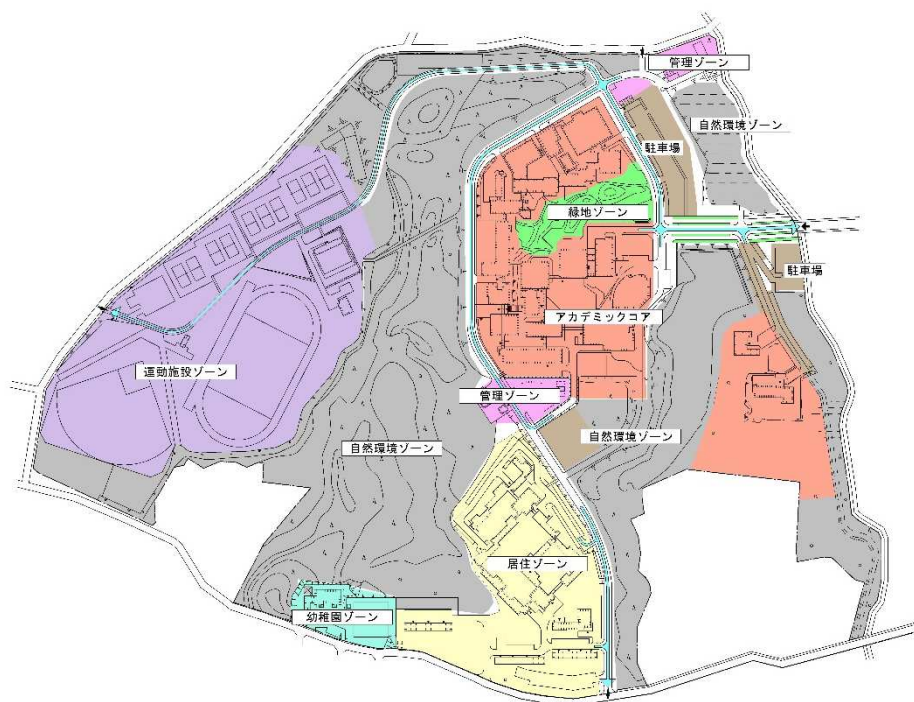 管理ゾーン
自然環境ゾーン
駐車場
緑地ゾーン
駐車場
アカデミックコア
運動施設ゾーン
管理ゾーン
自然環境ゾーン
自然環境ゾーン
居住ゾーン
幼稚園ゾーン